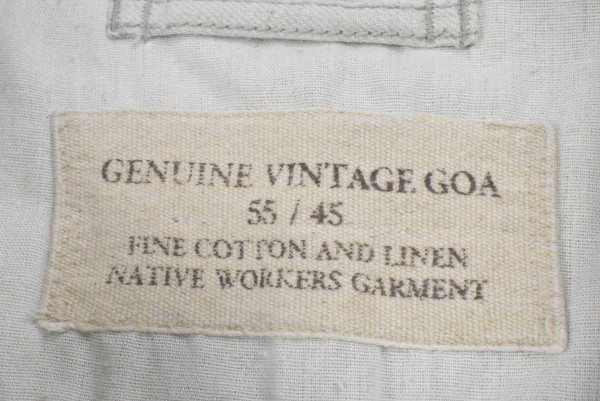 GENUINE VINTAGE GOA
55 / 45
FINE COTTON AND LINEN
NATIVE WORKERS GARMENT